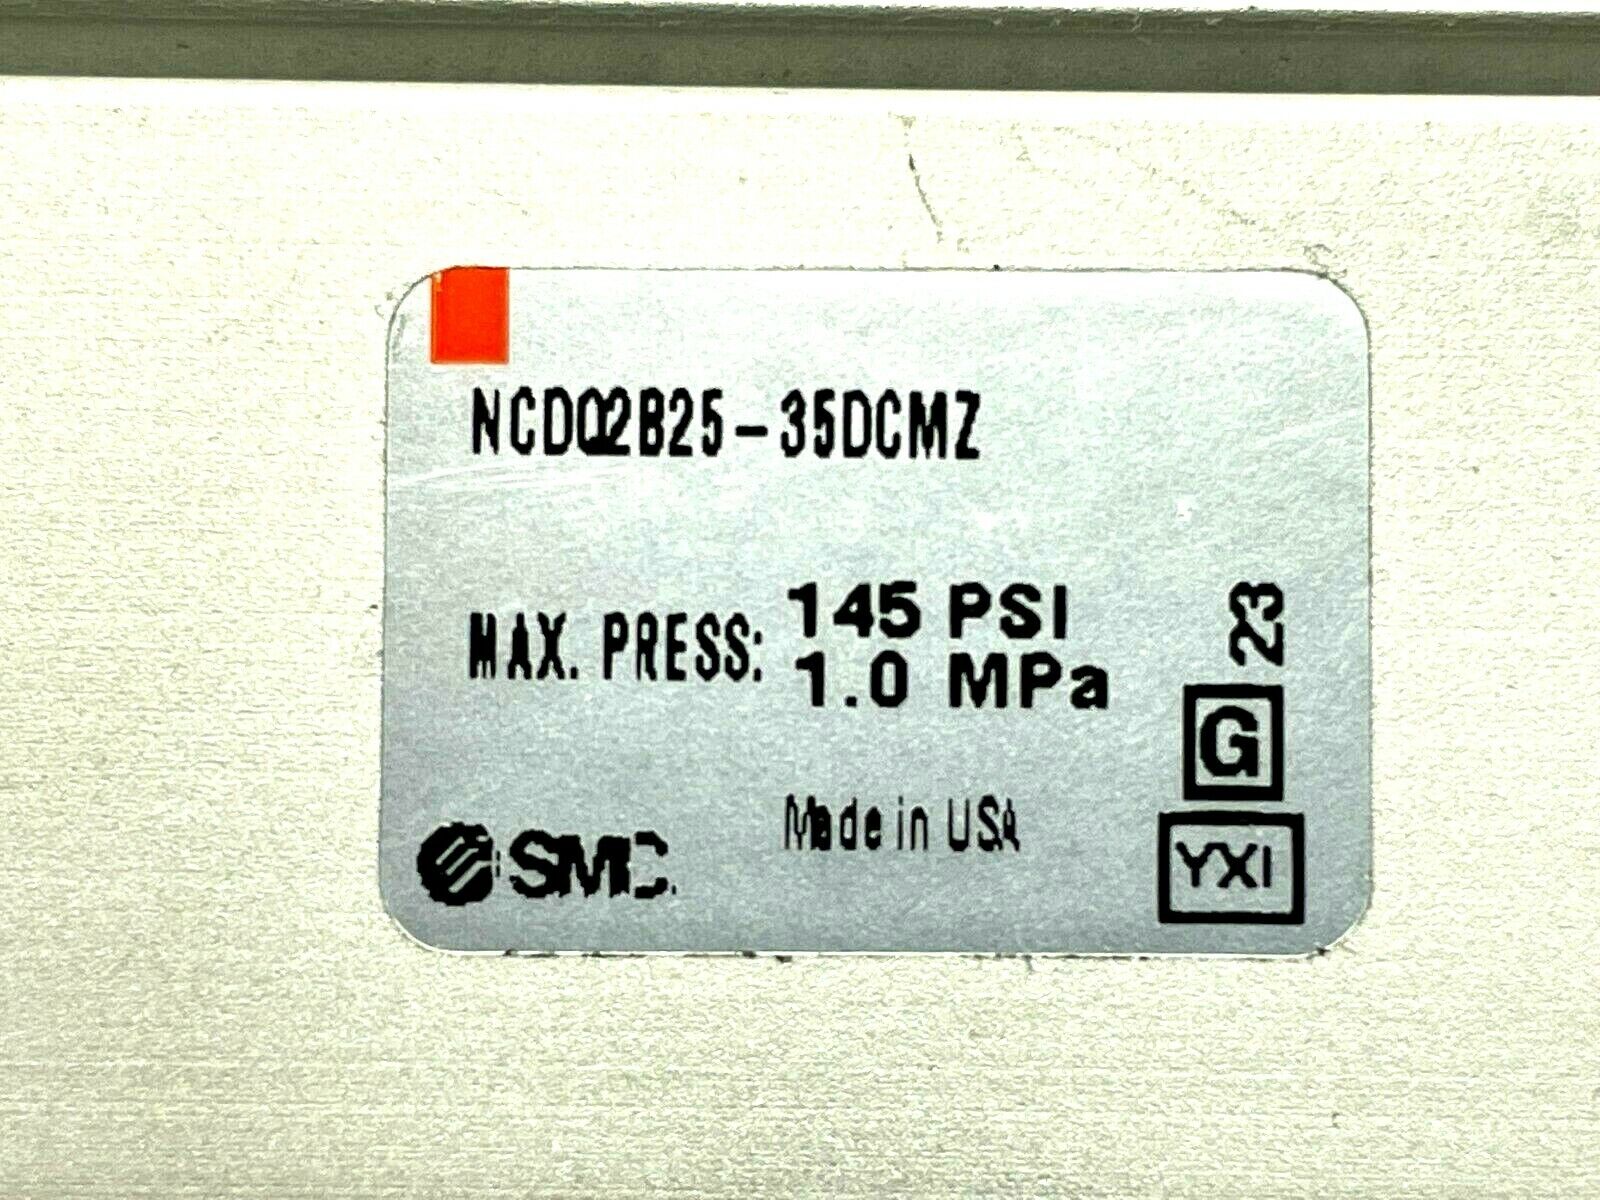 NCDQ2B25-35DCMZ
MAX. PRESS: 145 PSI
1.0 MPa
23
G
YXI
Made in USA
SMC